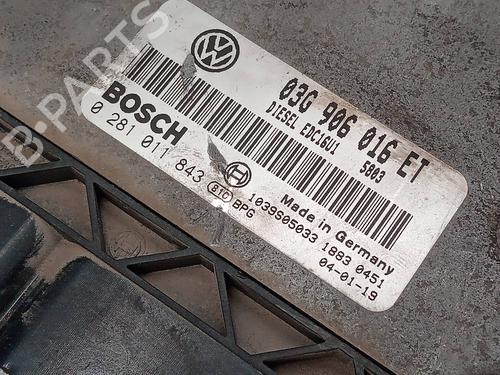 B-PARTS
03G 906 016 ET
DIESEL EDC16U1 5803
BOSCH
0 281 011 843
BTC BPG
Made in Germany
1039S05033 1883 0451
04-01-19